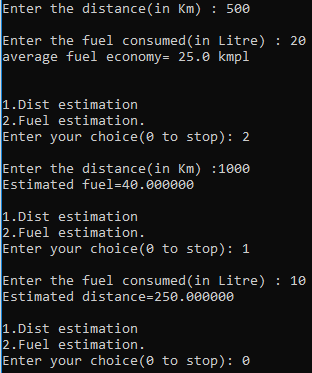 Enter the distance(in Km) : 500
Enter the fuel consumed(in Litre) : 20
average fuel economy= 25.0 kmpl
1.Dist estimation
2.Fuel estimation.
Enter your choice(0 to stop): 2
Enter the distance(in Km) :1000
Estimated fuel=40.000000
1.Dist estimation
2.Fuel estimation.
Enter your choice(0 to stop): 1
Enter the fuel consumed(in Litre) : 10
Estimated distance=250.000000
1.Dist estimation
2.Fuel estimation.
Enter your choice(0 to stop): 0